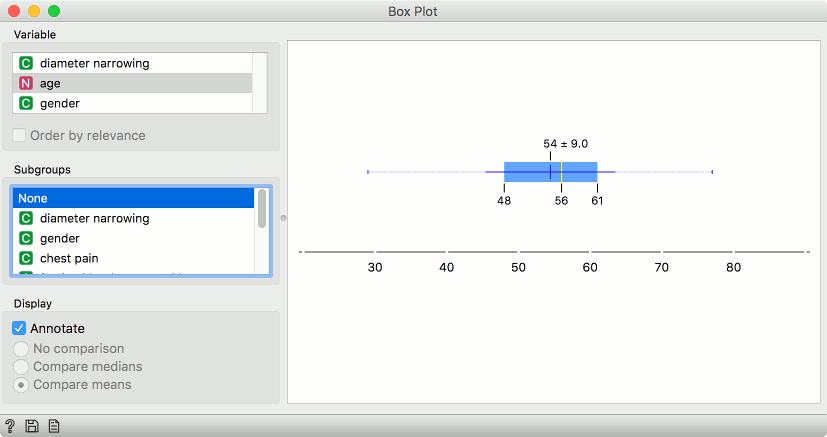 Box Plot
Variable
C diameter narrowing
N age
C gender
Order by relevance
Subgroups
None
C diameter narrowing
C gender
C chest pain
Display
Annotate
No comparison
Compare medians
Compare means
?
54 ± 9.0
48 56 61
30 40 50 60 70 80